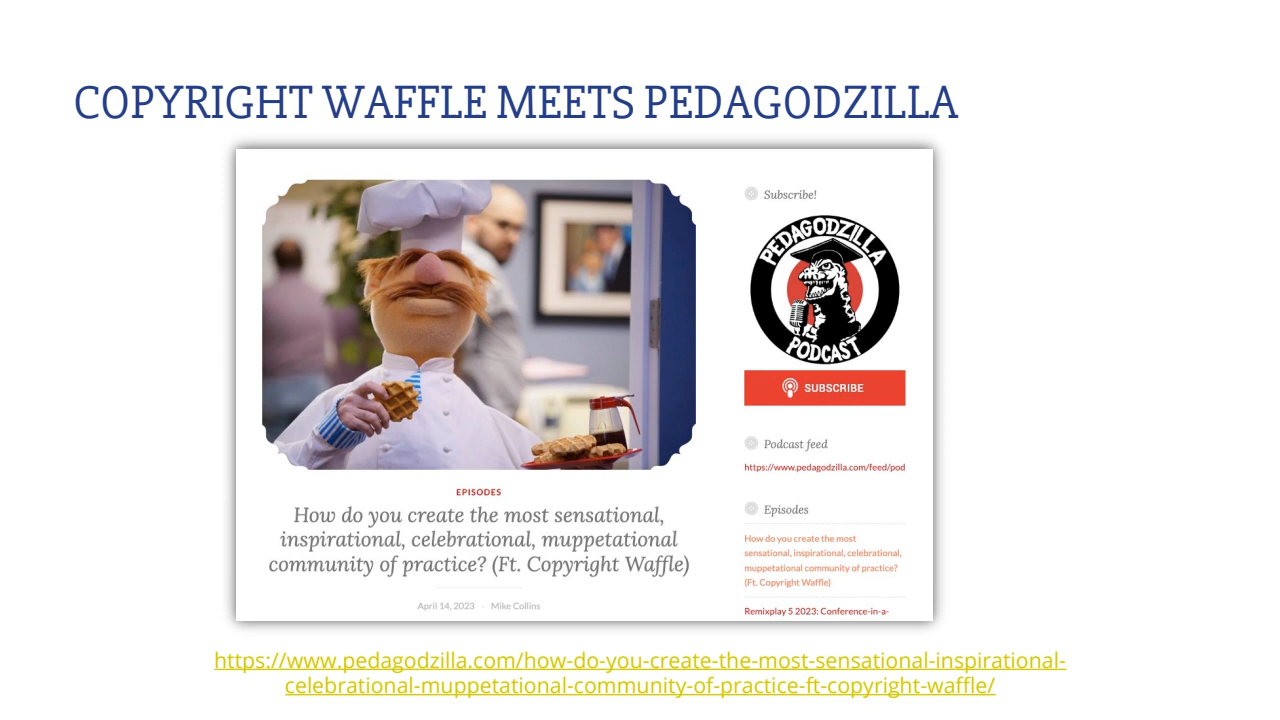 COPYRIGHT WAFFLE MEETS PEDAGODZILLA
EPISODES
How do you create the most sensational,
inspirational, celebrational, muppetational
community of practice? (Ft. Copyright Waffle)
April 14, 2023 · Mike Collins
Subscribe!
PEDAGODZILLA
PODCAST
SUBSCRIBE
Podcast feed
https://www.pedagodzilla.com/feed/pod
Episodes
How do you create the most
sensational, inspirational, celebrational,
muppetational community of practice?
(Ft. Copyright Waffle)
Remixplay 5 2023: Conference-in-a-
https://www.pedagodzilla.com/how-do-you-create-the-most-sensational-inspirational-
celebrational-muppetational-community-of-practice-ft-copyright-waffle/